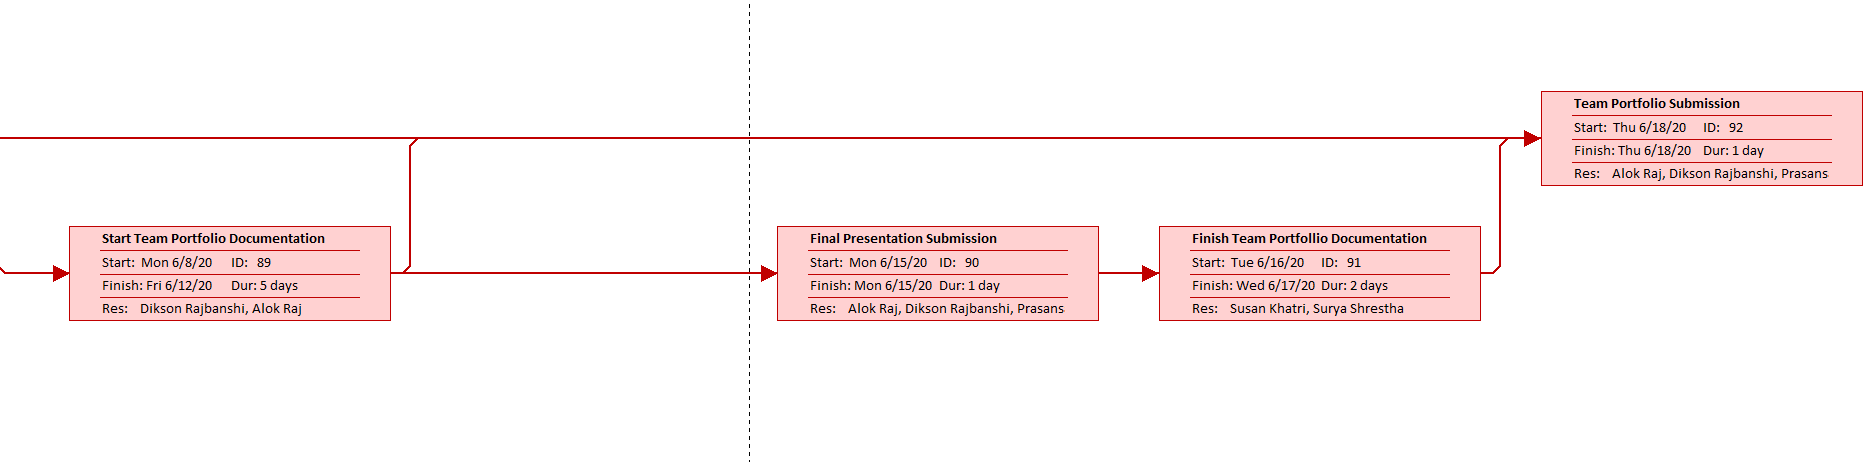 Team Portfolio Submission
Start: Thu 6/18/20 ID: 92
Finish: Thu 6/18/20 Dur: 1 day
Res: Alok Raj, Dikson Rajbanshi, Prasans
Start Team Portfolio Documentation
Start: Mon 6/8/20 ID: 89
Finish: Fri 6/12/20 Dur: 5 days
Res: Dikson Rajbanshi, Alok Raj
Final Presentation Submission
Start: Mon 6/15/20 ID: 90
Finish: Mon 6/15/20 Dur: 1 day
Res: Alok Raj, Dikson Rajbanshi, Prasans
Finish Team Portfollio Documentation
Start: Tue 6/16/20 ID: 91
Finish: Wed 6/17/20 Dur: 2 days
Res: Susan Khatri, Surya Shrestha